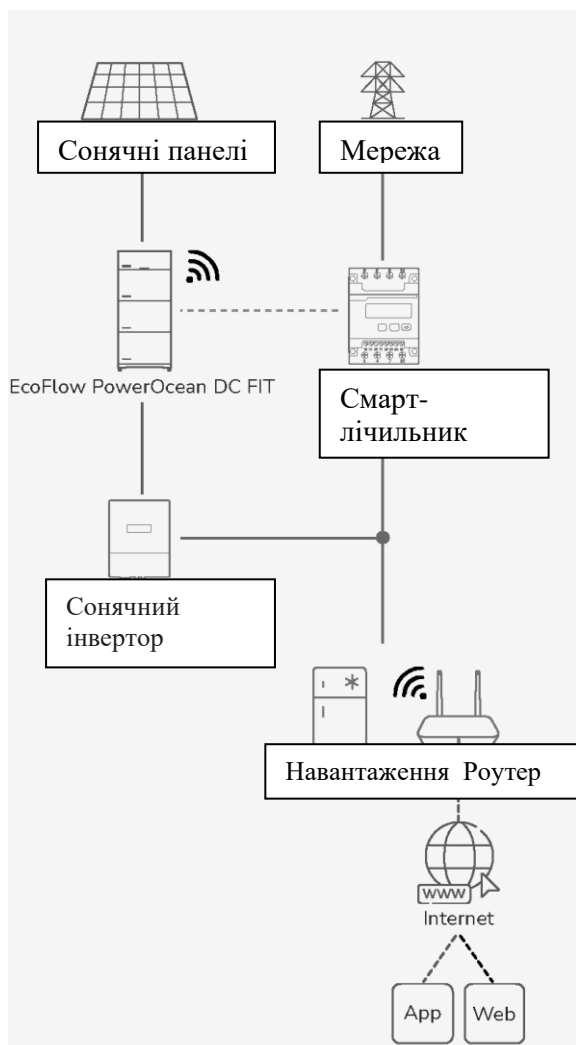 Сонячні панелі
Мережа
EcoFlow PowerOcean DC FIT
Смарт-
лічильник
Сонячний
інвертор
Навантаження Роутер
www
Internet
App
Web